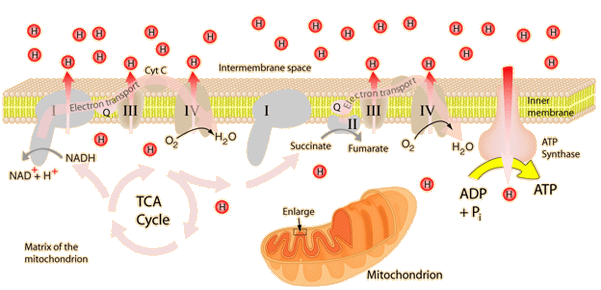 H H H H H H H H
H H H H H H H H H H
Cyt C
Intermembrane space
I Electron transport Q III IV
I
Q Electron transport II III IV
Inner
membrane
O2 H2O
O2 H2O
H H
Succinate Fumarate
ATP
Synthase
NADH
NAD+ + H+
TCA
Cycle
H H
ADP
+ Pi
H
ATP
Enlarge
Matrix of the
mitochondrion
Mitochondrion